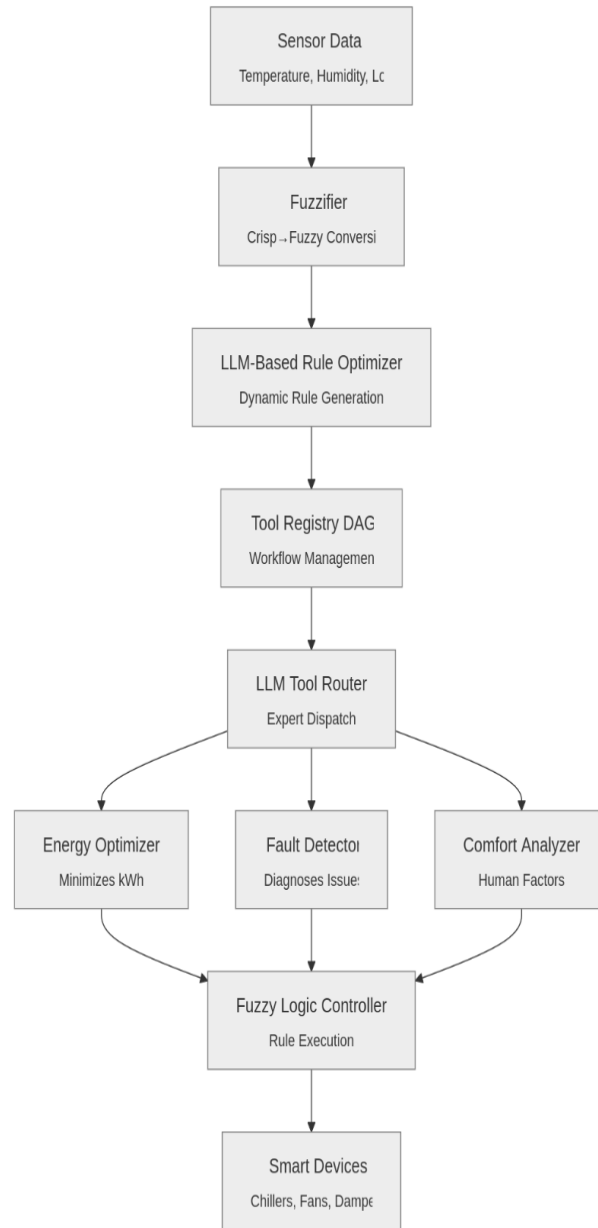 Sensor Data
Temperature, Humidity, Lo
Fuzzifier
Crisp→Fuzzy Conversi
LLM-Based Rule Optimizer
Dynamic Rule Generation
Tool Registry DAG
Workflow Managemen
LLM Tool Router
Expert Dispatch
Energy Optimizer
Minimizes kWh
Fault Detector
Diagnoses Issues
Comfort Analyzer
Human Factors
Fuzzy Logic Controller
Rule Execution
Smart Devices
Chillers, Fans, Dampe